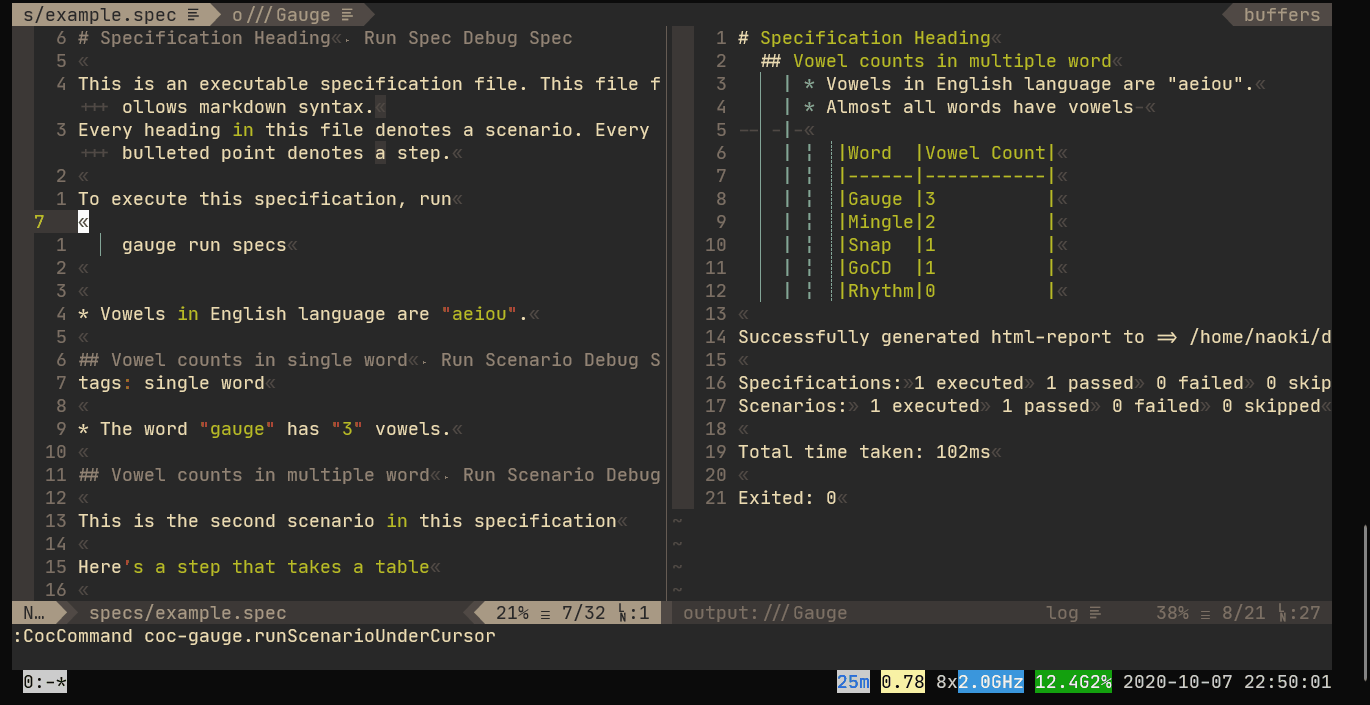 s/example.spec ≡ o///Gauge ≡ buffers
6 # Specification Heading« ▸ Run Spec Debug Spec
5 «
4 This is an executable specification file. This file f
+++ ollows markdown syntax.«
3 Every heading in this file denotes a scenario. Every
+++ bulleted point denotes a step.«
2 «
1 To execute this specification, run«
7 «
1 │ gauge run specs«
2 «
3 «
4 * Vowels in English language are "aeiou".«
5 «
6 ## Vowel counts in single word« ▸ Run Scenario Debug S
7 tags: single word«
8 «
9 * The word "gauge" has "3" vowels.«
10 «
11 ## Vowel counts in multiple word« ▸ Run Scenario Debug
12 «
13 This is the second scenario in this specification«
14 «
15 Here's a step that takes a table«
16 «
N… specs/example.spec 21% ≡ 7/32 LN:1
1 # Specification Heading«
2 ## Vowel counts in multiple word«
3 | * Vowels in English language are "aeiou".«
4 | * Almost all words have vowels-«
5 -- -|-«
6 | ¦ |Word  |Vowel Count|«
7 | ¦ |------|-----------|«
8 | ¦ |Gauge |3          |«
9 | ¦ |Mingle|2          |«
10 | ¦ |Snap  |1          |«
11 | ¦ |GoCD  |1          |«
12 | ¦ |Rhythm|0          |«
13 «
14 Successfully generated html-report to => /home/naoki/d
15 «
16 Specifications:»1 executed» 1 passed» 0 failed» 0 skip
17 Scenarios:» 1 executed» 1 passed» 0 failed» 0 skipped«
18 «
19 Total time taken: 102ms«
20 «
21 Exited: 0«
~
~
~
~
output:///Gauge log ≡ 38% ≡ 8/21 LN:27
:CocCommand coc-gauge.runScenarioUnderCursor
0:-* 25m 0.78 8x2.0GHz 12.4G2% 2020-10-07 22:50:01